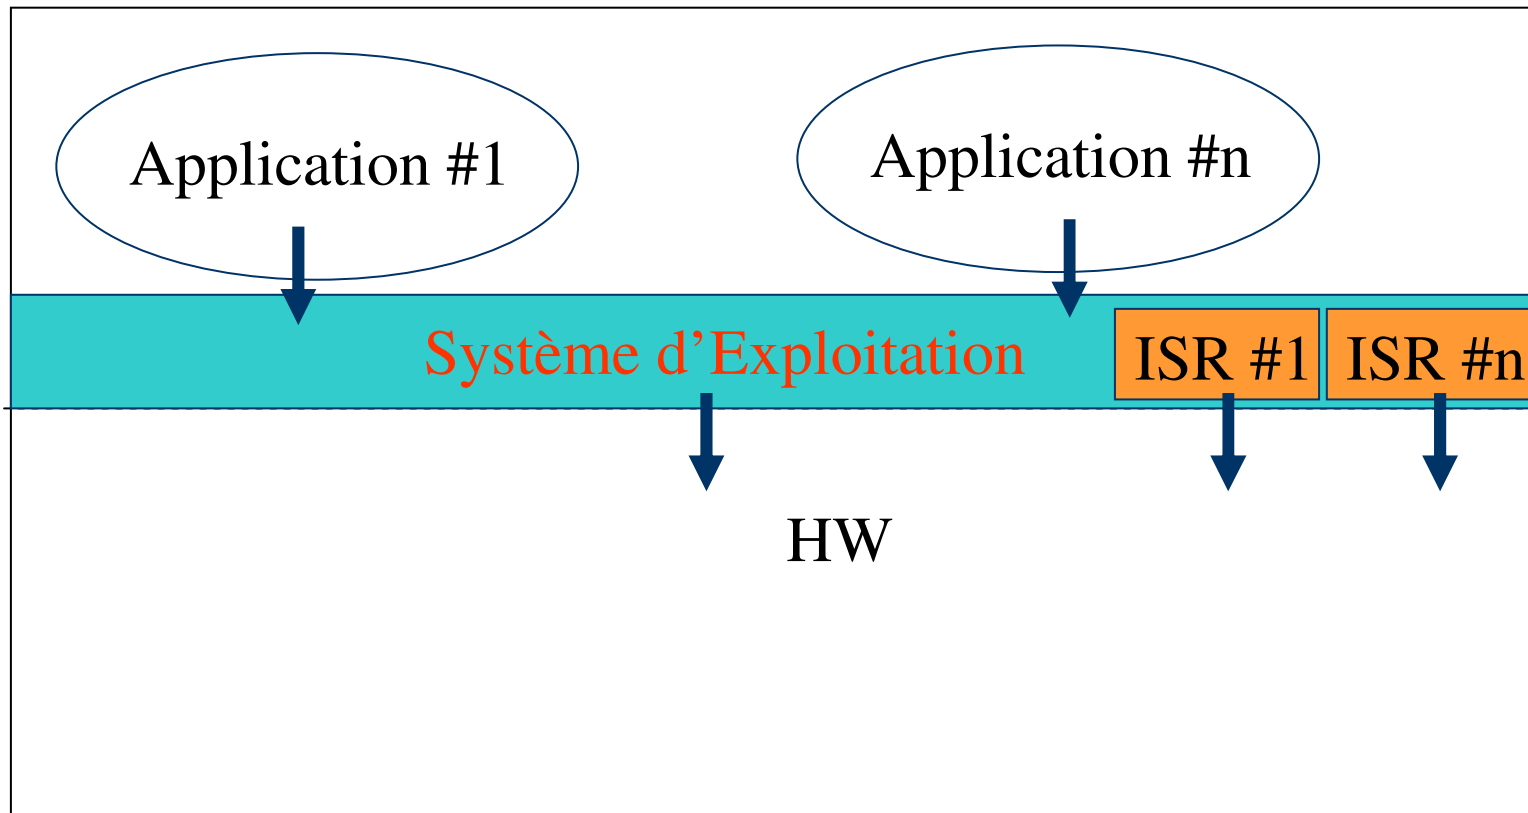 Application #1
Application #n
Système d’Exploitation
ISR #1
ISR #n
HW